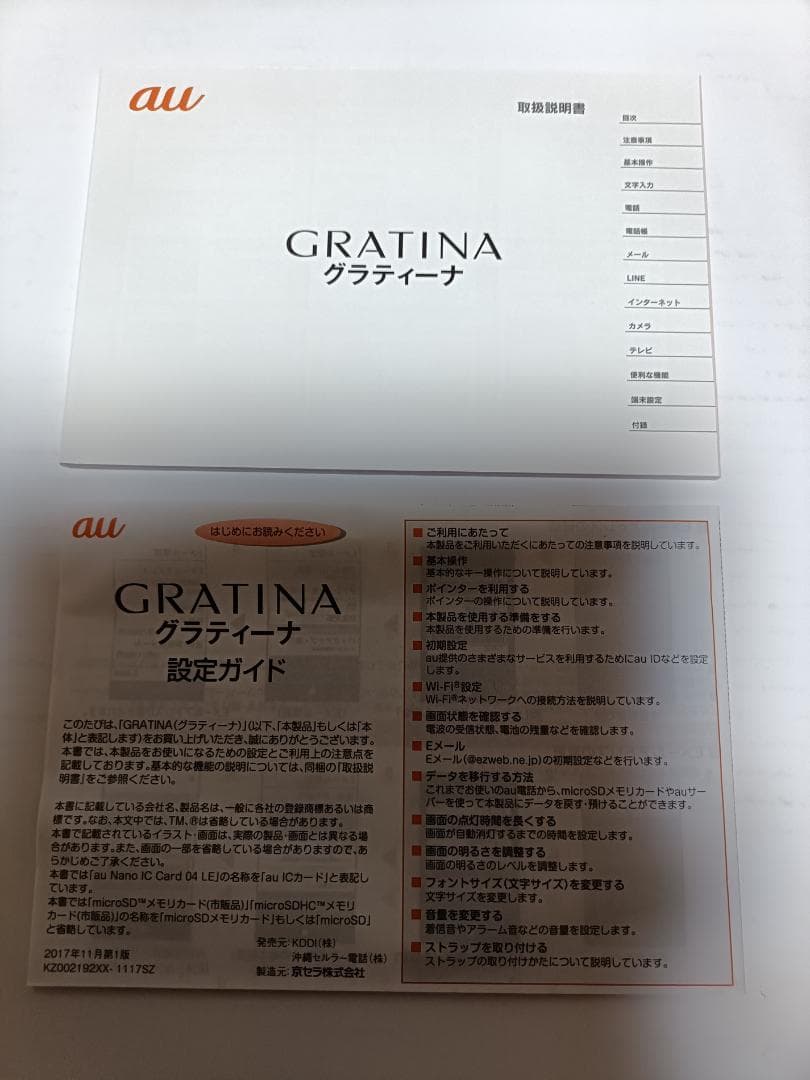 au
取扱説明書
GRATINA
グラティーナ
目次
注意事項
基本操作
文字入力
電話
電話帳
メール
LINE
インターネット
カメラ
テレビ
便利な機能
端末設定
付録
au
はじめにお読みください
GRATINA
グラティーナ
設定ガイド
このたびは、「GRATINA(グラティーナ)」(以下、「本製品」もしくは「本
体」と表記します)をお買い上げいただき、誠にありがとうございます。
本書では、本製品をお使いになるための設定とご利用上の注意点を
記載しております。基本的な機能の説明については、同梱の『取扱説
明書』をご参照ください。
本書に記載している会社名、製品名は、一般に各社の登録商標あるいは商
標です。なお、本文中では、TM、®は省略している場合があります。
本書で記載されているイラスト・画面は、実際の製品・画面とは異なる場
合があります。また、画面の一部を省略している場合がありますので、あ
らかじめご了承ください。
本書では「au Nano IC Card 04 LE」の名称を「au ICカード」と表記し
ています。
本書では「microSD™メモリカード(市販品)」「microSDHC™メモリ
カード(市販品)」の名称を「microSDメモリカード」もしくは「microSD」
と省略しています。
2017年11月第1版
KZ002192XX- 1117SZ
発売元:KDDI(株)
沖縄セルラー電話(株)
製造元:京セラ株式会社
■ ご利用にあたって
本製品をご利用いただくにあたっての注意事項を説明しています。
■ 基本操作
基本的なキー操作について説明しています。
■ ポインターを利用する
ポインターの操作について説明しています。
■ 本製品を使用する準備をする
本製品を使用するための準備を行います。
■ 初期設定
au提供のさまざまなサービスを利用するためにau IDなどを設定
します。
■ Wi-Fi®設定
Wi-Fi®ネットワークへの接続方法を説明しています。
■ 画面状態を確認する
電波の受信状態、電池の残量などを確認します。
■ Eメール
Eメール(@ezweb.ne.jp)の初期設定などを行います。
■ データを移行する方法
これまでお使いのau電話から、microSDメモリカードやauサー
バーを使って本製品にデータを戻す・預けることができます。
■ 画面の点灯時間を長くする
画面が自動消灯するまでの時間を設定します。
■ 画面の明るさを調整する
画面の明るさのレベルを調整します。
■ フォントサイズ(文字サイズ)を変更する
文字サイズを変更します。
■ 音量を変更する
着信音やアラーム音などの音量を設定します。
■ ストラップを取り付ける
ストラップの取り付けかたについて説明しています。